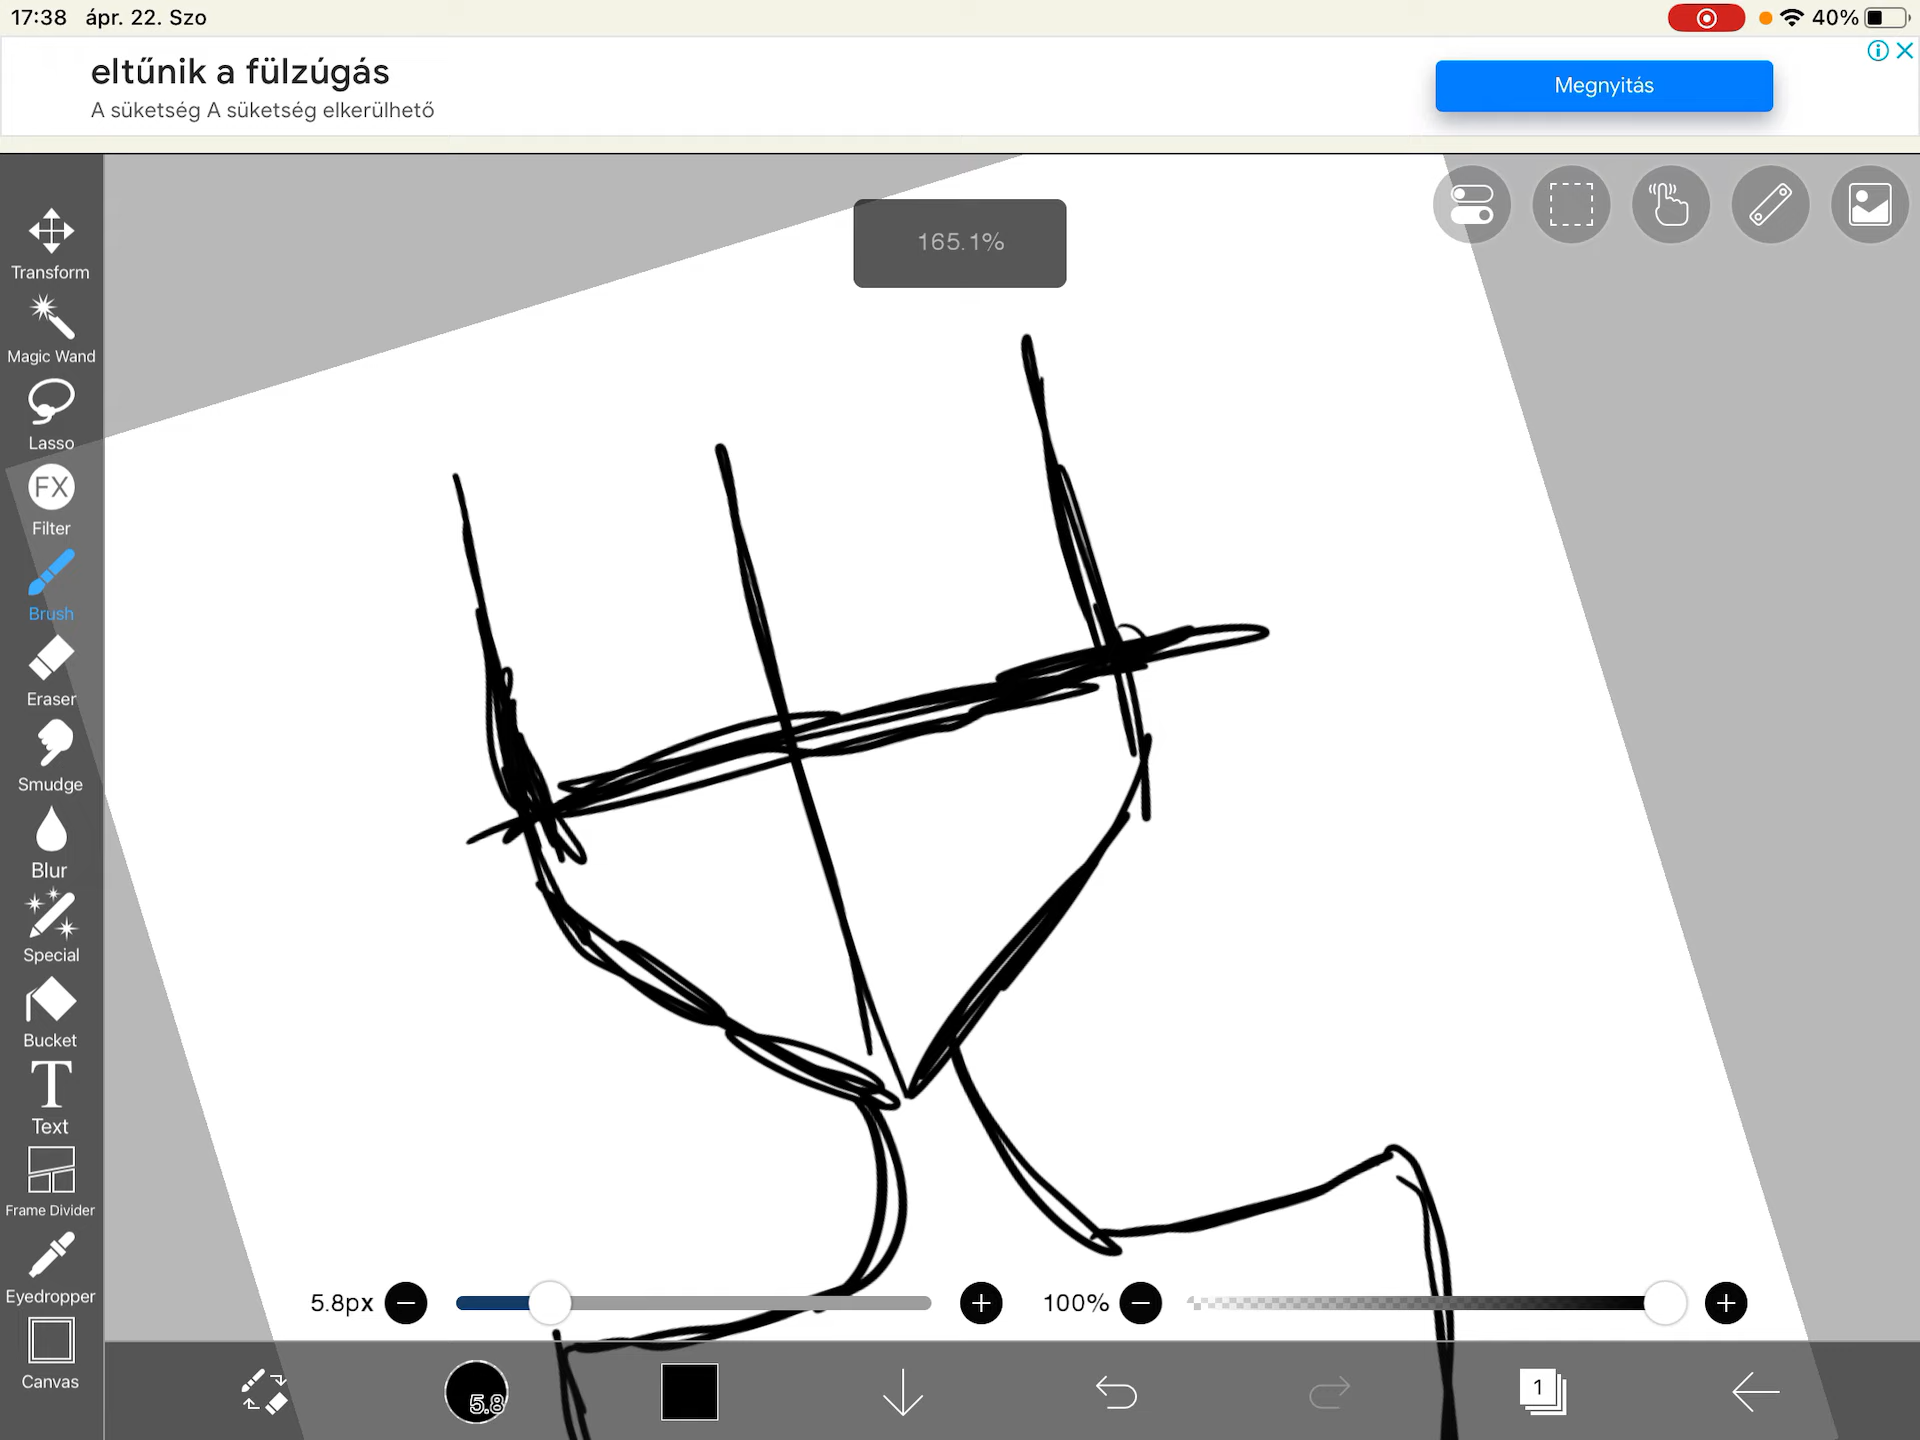 17:38 ápr. 22. Szo
40%
eltűnik a fülzúgás
A süketség A süketség elkerülhető
Megnyitás
165.1%
Transform
Magic Wand
Lasso
FX
Filter
Brush
Eraser
Smudge
Blur
Special
Bucket
T
Text
Frame Divider
Eyedropper
Canvas
5.8px
100%
5.8
1